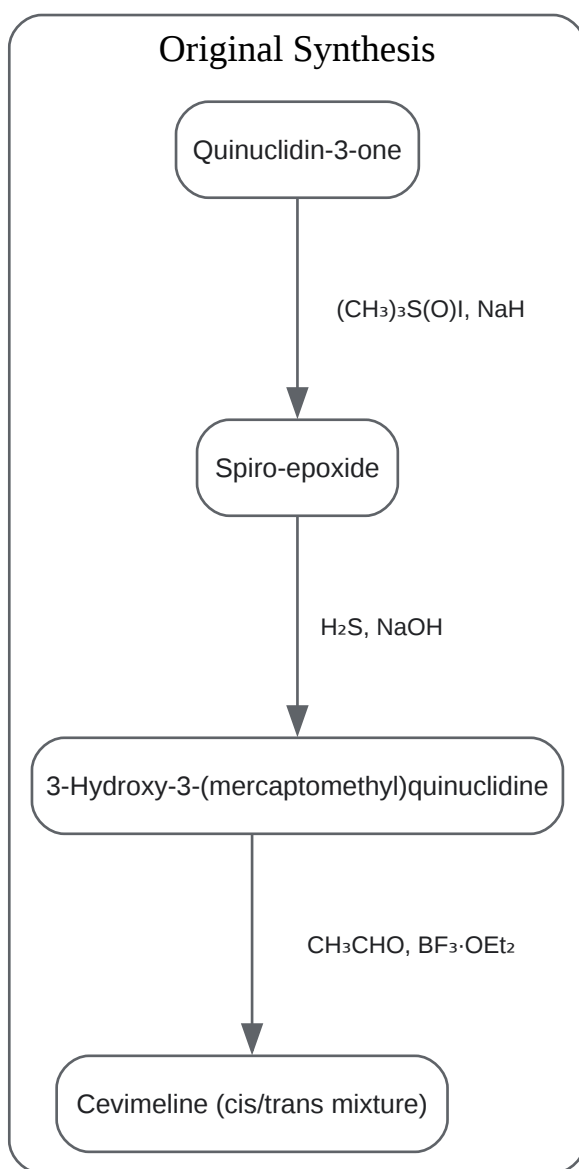 Original Synthesis
Quinuclidin-3-one
(CH₃)₃S(O)I, NaH
Spiro-epoxide
H₂S, NaOH
3-Hydroxy-3-(mercaptomethyl)quinuclidine
CH₃CHO, BF₃·OEt₂
Cevimeline (cis/trans mixture)